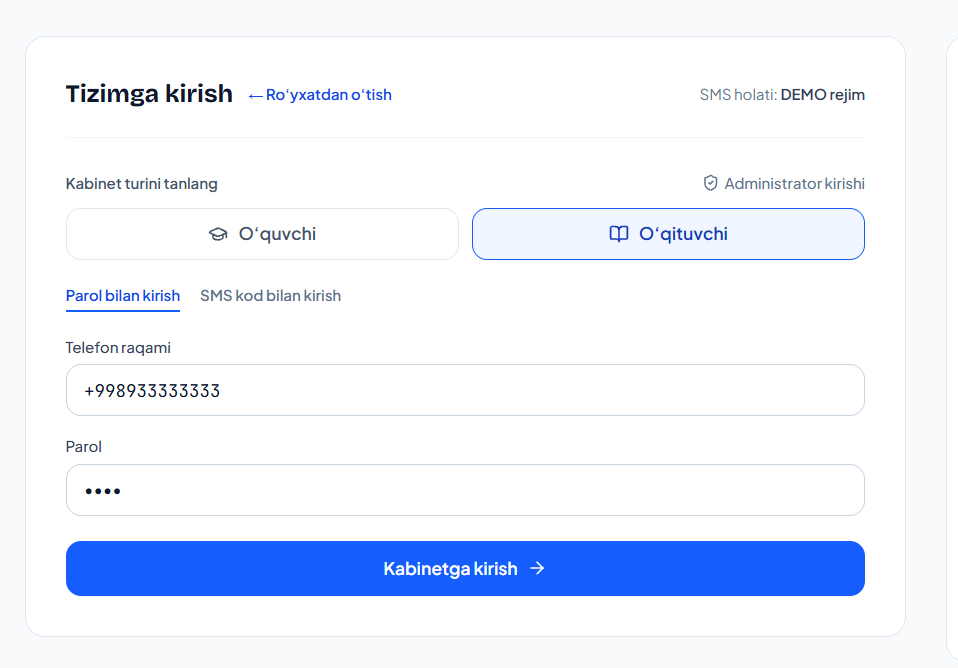 Tizimga kirish ← Roʻyxatdan oʻtish SMS holati: DEMO rejim
Kabinet turini tanlang Administrator kirishi
Oʻquvchi Oʻqituvchi
Parol bilan kirish SMS kod bilan kirish
Telefon raqami
+998933333333
Parol
••••
Kabinetga kirish →